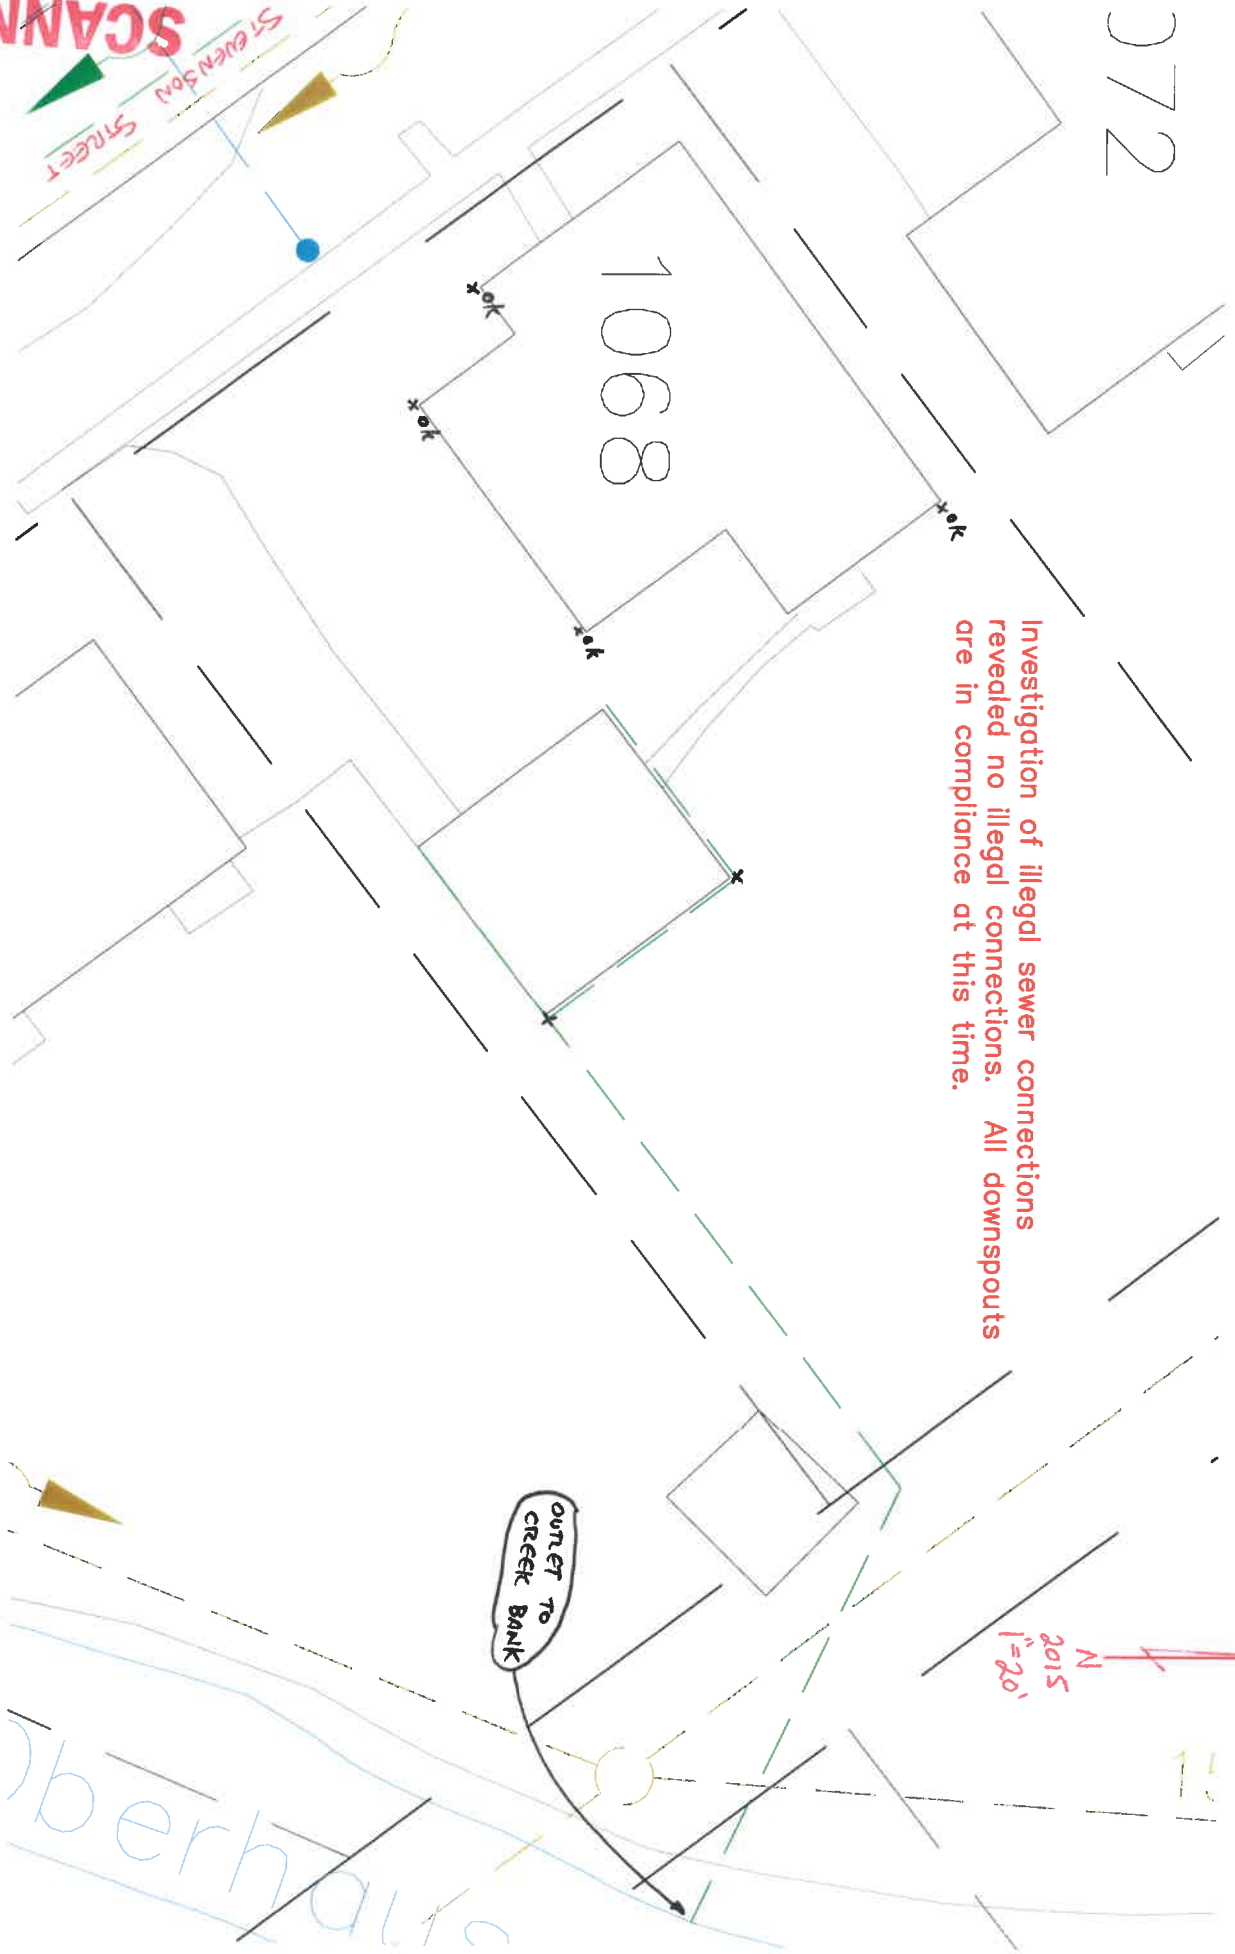 SCANN
STEVENSON
STREET
1068
ok
ok
ok
ok
Investigation of illegal sewer connections
revealed no illegal connections. All downspouts
are in compliance at this time.
OUTLET TO
CREEK BANK
N
2015
1"=20'
Oberhaus